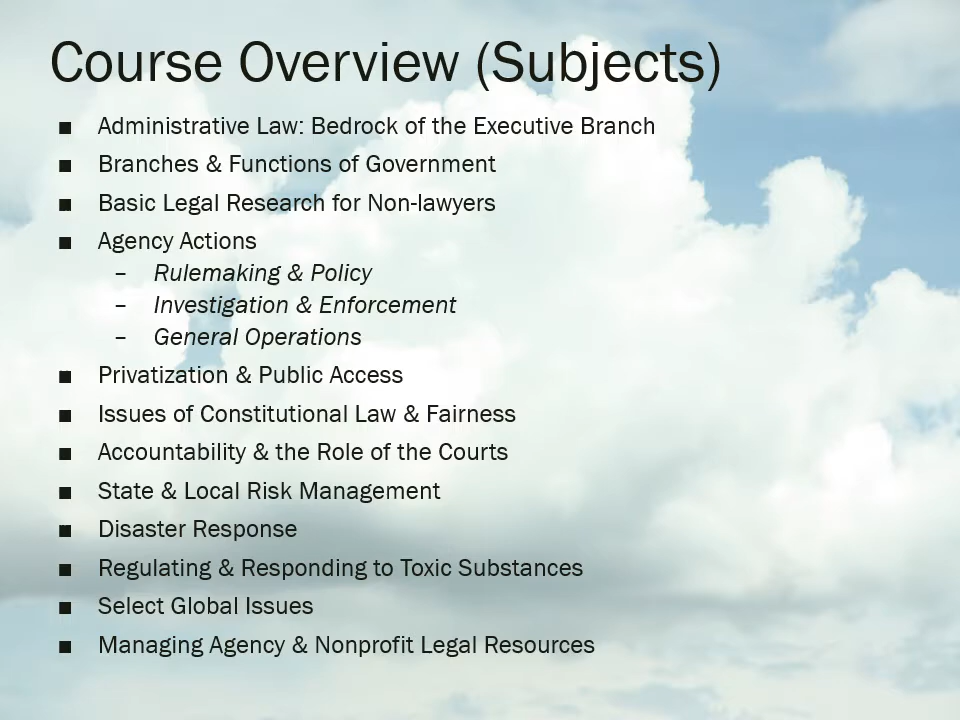 Course Overview (Subjects)
■ Administrative Law: Bedrock of the Executive Branch
■ Branches & Functions of Government
■ Basic Legal Research for Non-lawyers
■ Agency Actions
– Rulemaking & Policy
– Investigation & Enforcement
– General Operations
■ Privatization & Public Access
■ Issues of Constitutional Law & Fairness
■ Accountability & the Role of the Courts
■ State & Local Risk Management
■ Disaster Response
■ Regulating & Responding to Toxic Substances
■ Select Global Issues
■ Managing Agency & Nonprofit Legal Resources